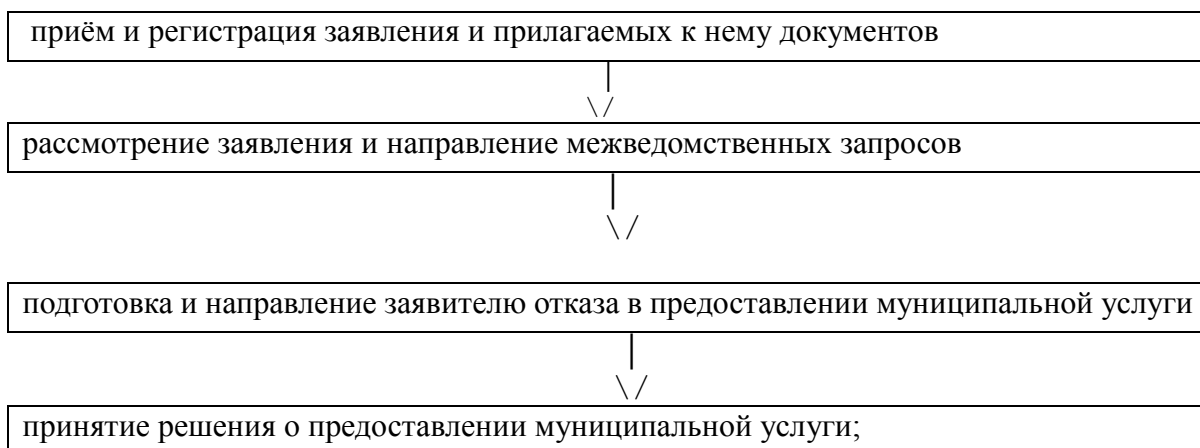 приём и регистрация заявления и прилагаемых к нему документов
рассмотрение заявления и направление межведомственных запросов
подготовка и направление заявителю отказа в предоставлении муниципальной услуги
принятие решения о предоставлении муниципальной услуги;